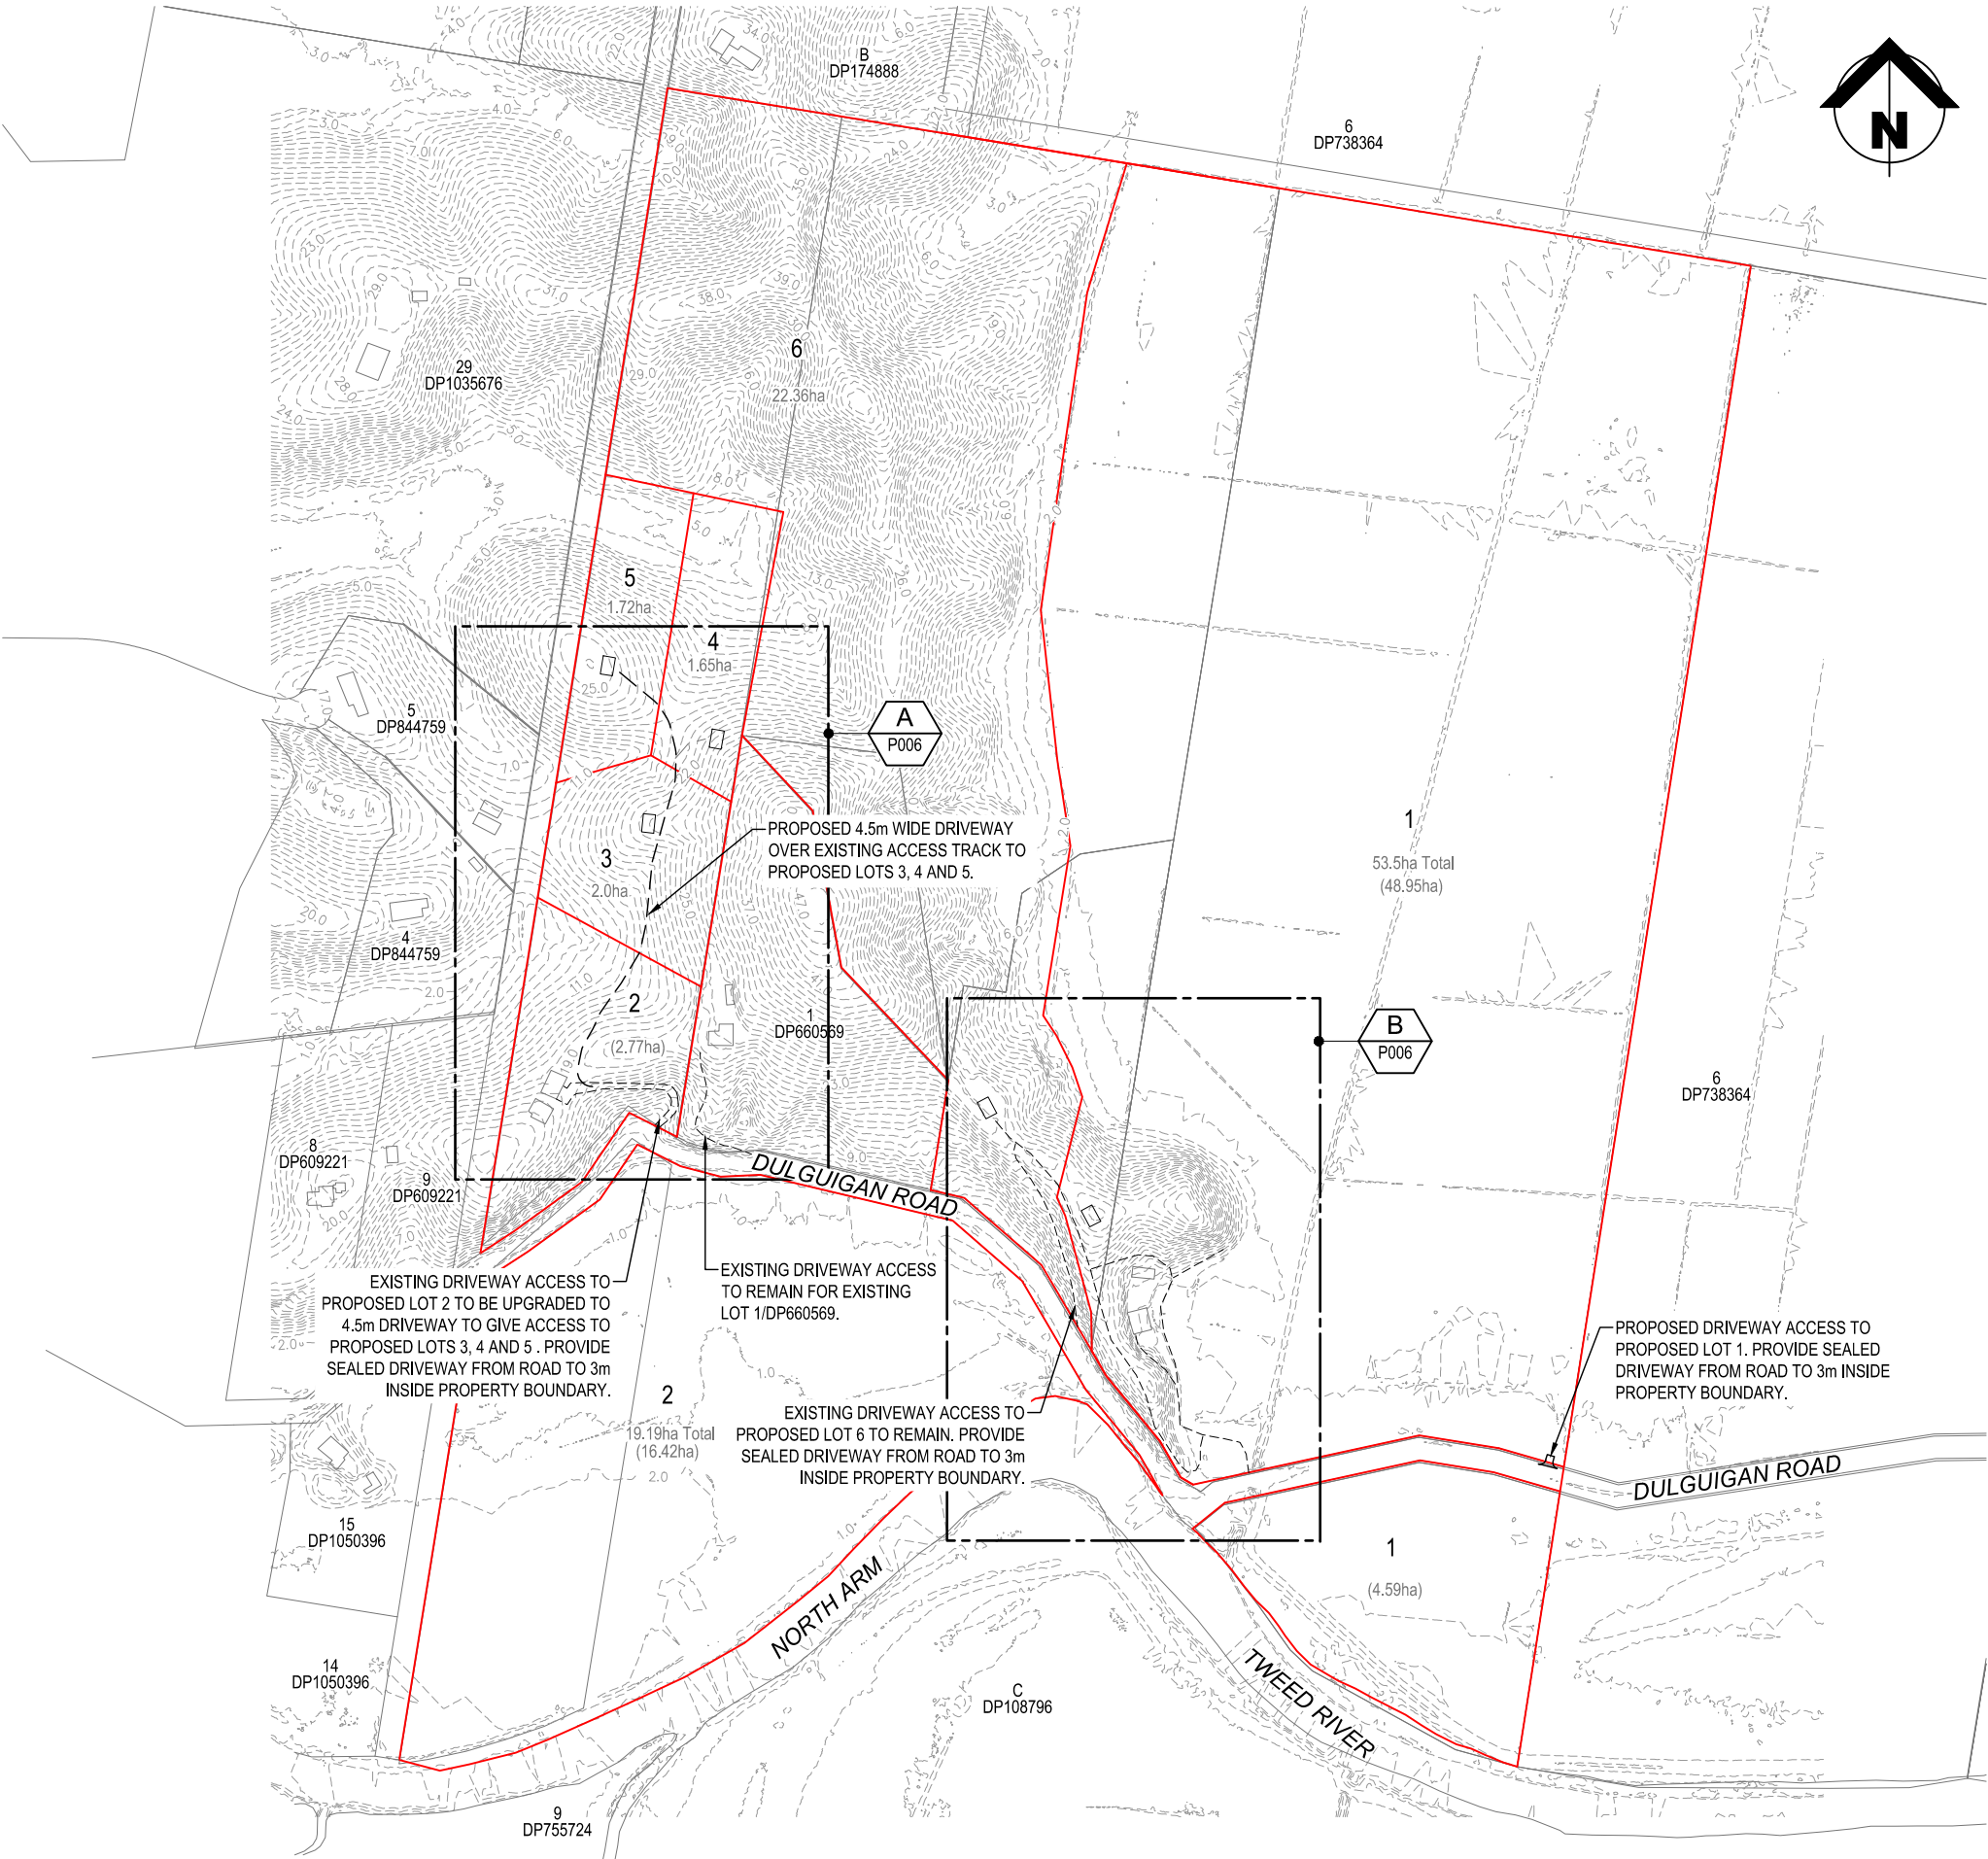 B
DP174888
6
DP738364
N
6
22.36ha
29
DP1035676
5
1.72ha
4
1.65ha
5
DP844759
A
P006
PROPOSED 4.5m WIDE DRIVEWAY
OVER EXISTING ACCESS TRACK TO
PROPOSED LOTS 3, 4 AND 5.
3
2.0ha
1
53.5ha Total
(48.95ha)
4
DP844759
2
(2.77ha)
1
DP660569
B
P006
6
DP738364
8
DP609221
9
DP609221
DULGUIGAN ROAD
EXISTING DRIVEWAY ACCESS TO
PROPOSED LOT 2 TO BE UPGRADED TO
4.5m DRIVEWAY TO GIVE ACCESS TO
PROPOSED LOTS 3, 4 AND 5 . PROVIDE
SEALED DRIVEWAY FROM ROAD TO 3m
INSIDE PROPERTY BOUNDARY.
EXISTING DRIVEWAY ACCESS
TO REMAIN FOR EXISTING
LOT 1/DP660569.
PROPOSED DRIVEWAY ACCESS TO
PROPOSED LOT 1. PROVIDE SEALED
DRIVEWAY FROM ROAD TO 3m INSIDE
PROPERTY BOUNDARY.
2
19.19ha Total
(16.42ha)
EXISTING DRIVEWAY ACCESS TO
PROPOSED LOT 6 TO REMAIN. PROVIDE
SEALED DRIVEWAY FROM ROAD TO 3m
INSIDE PROPERTY BOUNDARY.
DULGUIGAN ROAD
15
DP1050396
NORTH ARM
1
(4.59ha)
14
DP1050396
C
DP108796
TWEED RIVER
9
DP755724